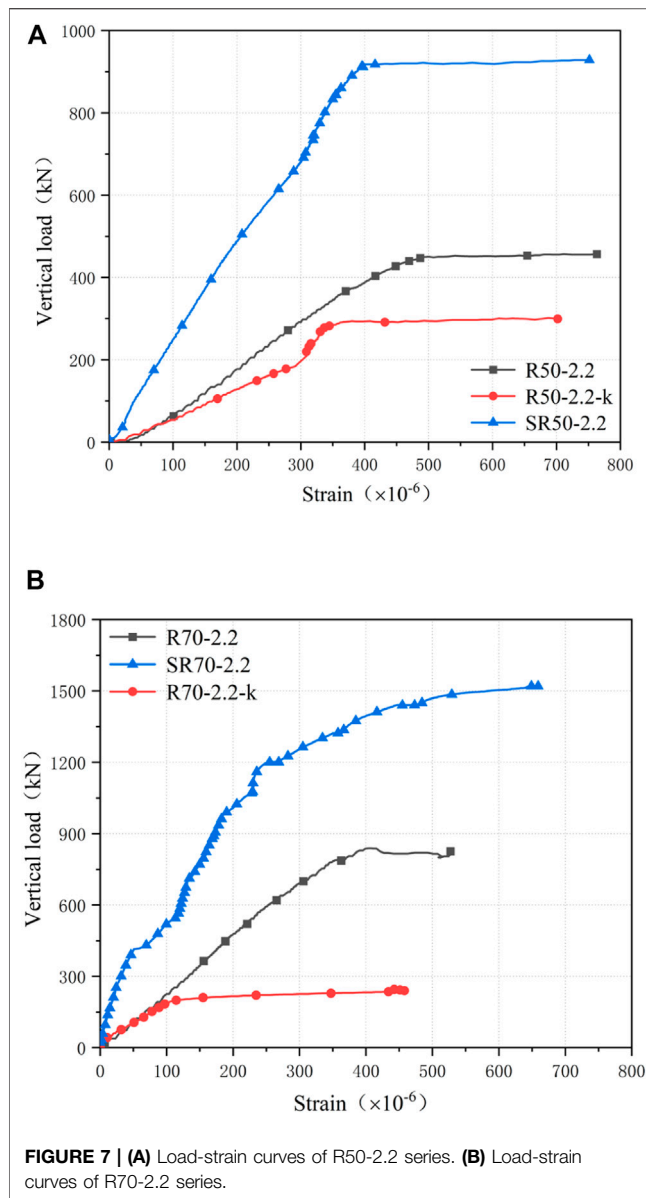 A
1000
800
600
400
200
0
Vertical load（kN）
R50-2.2
R50-2.2-k
SR50-2.2
0 100 200 300 400 500 600 700 800
Strain（×10-6）
B
1800
1500
1200
900
600
300
0
Vertical load（kN）
R70-2.2
SR70-2.2
R70-2.2-k
0 100 200 300 400 500 600 700 800
Strain（×10-6）
FIGURE 7 | (A) Load-strain curves of R50-2.2 series. (B) Load-strain
curves of R70-2.2 series.